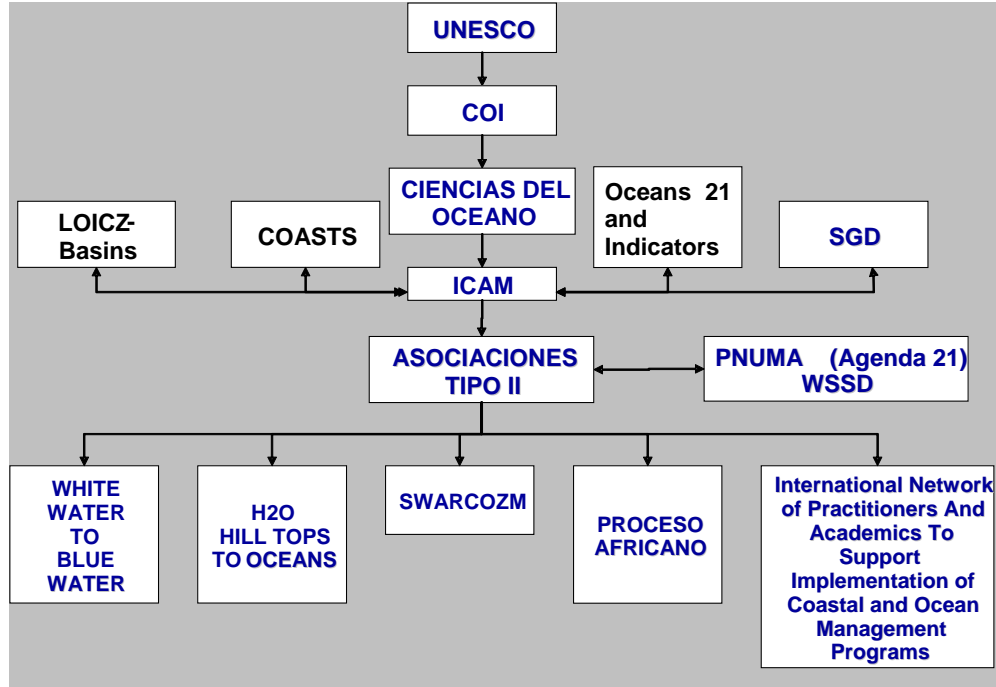 UNESCO
COI
CIENCIAS DEL
OCEANO
LOICZ-
Basins
COASTS
Oceans 21
and
Indicators
SGD
ICAM
ASOCIACIONES
TIPO II
PNUMA (Agenda 21)
WSSD
WHITE
WATER
TO
BLUE
WATER
H2O
HILL TOPS
TO OCEANS
SWARCOZM
PROCESO
AFRICANO
International Network
of Practitioners And
Academics To
Support
Implementation of
Coastal and Ocean
Management
Programs